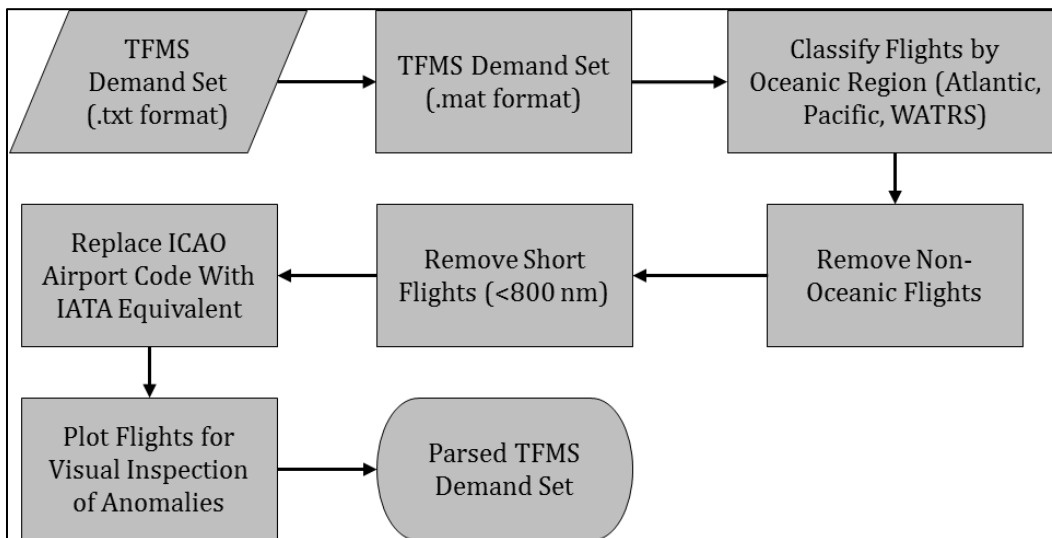 TFMS
Demand Set
(.txt format)
TFMS Demand Set
(.mat format)
Classify Flights by
Oceanic Region (Atlantic,
Pacific, WATRS)
Replace ICAO
Airport Code With
IATA Equivalent
Remove Short
Flights (<800 nm)
Remove Non-
Oceanic Flights
Plot Flights for
Visual Inspection
of Anomalies
Parsed TFMS
Demand Set